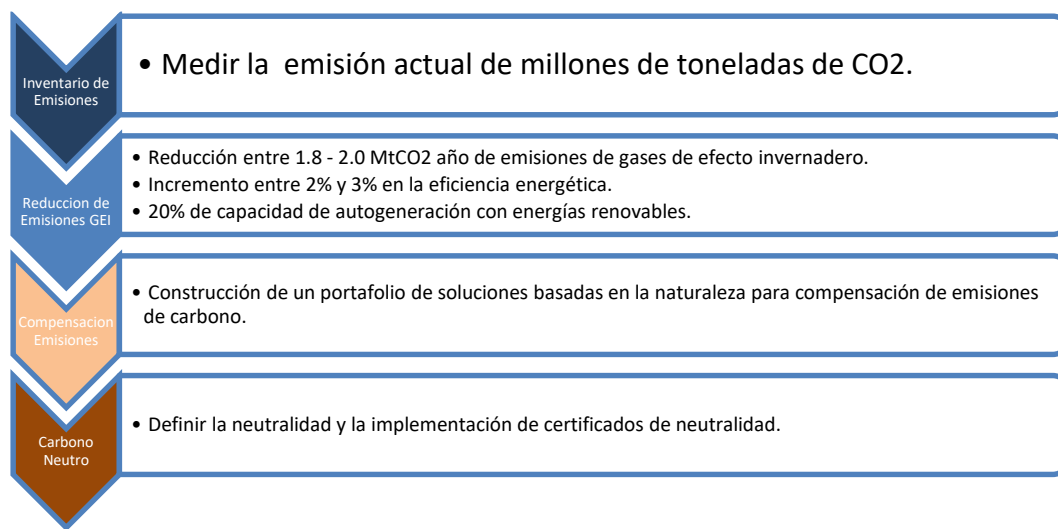 Inventario de
Emisiones
• Medir la  emisión actual de millones de toneladas de CO2.
Reduccion de
Emisiones GEI
• Reducción entre 1.8 - 2.0 MtCO2 año de emisiones de gases de efecto invernadero.
• Incremento entre 2% y 3% en la eficiencia energética.
• 20% de capacidad de autogeneración con energías renovables.
Compensacion
Emisiones
• Construcción de un portafolio de soluciones basadas en la naturaleza para compensación de emisiones
de carbono.
Carbono
Neutro
• Definir la neutralidad y la implementación de certificados de neutralidad.